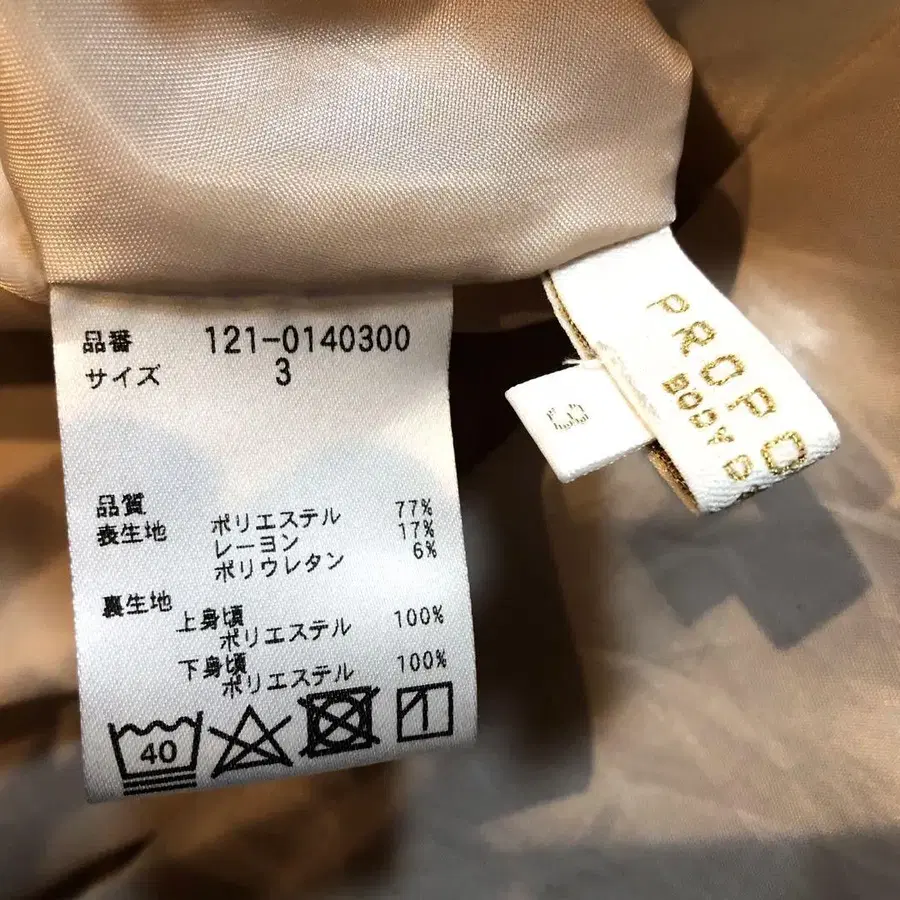 品番 121-0140300
サイズ 3
品質
表生地 ポリエステル 77%
レーヨン 17%
ポリウレタン 6%
裏生地
上身頃
ポリエステル 100%
下身頃
ポリエステル 100%
40
PROPO
BODY D